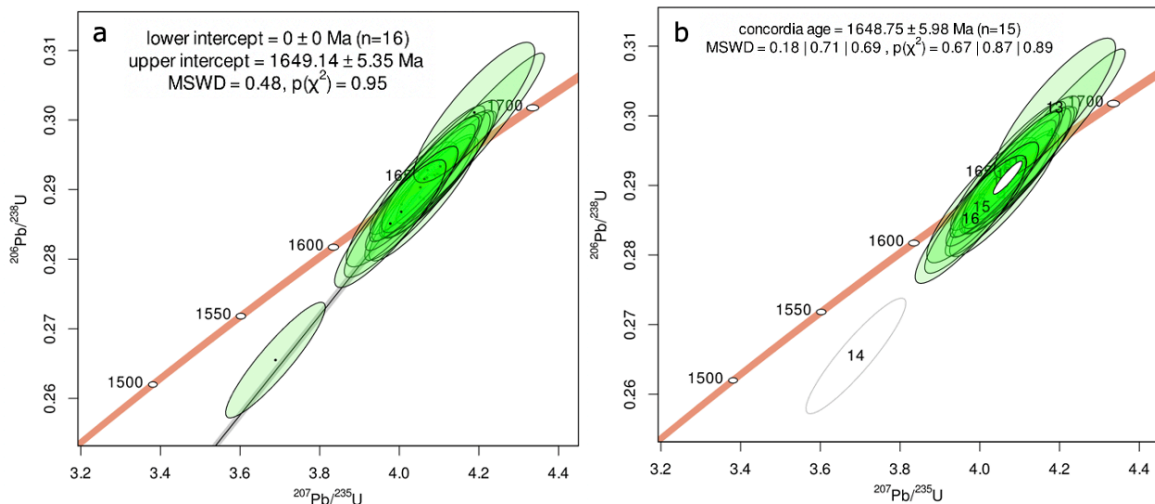 a
lower intercept = 0 ± 0 Ma (n=16)
upper intercept = 1649.14 ± 5.35 Ma
MSWD = 0.48, p(χ²) = 0.95
0.31
0.30
0.29
0.28
0.27
0.26
²⁰⁶Pb/²³⁸U
1700
1600
1550
1500
3.2 3.6 4.0 4.2 4.4
²⁰⁷Pb/²³⁵U
b
concordia age = 1648.75 ± 5.98 Ma (n=15)
MSWD = 0.18 | 0.71 | 0.69 , p(χ²) = 0.67 | 0.87 | 0.89
0.31
0.30
0.29
0.28
0.27
0.26
²⁰⁶Pb/²³⁸U
13
1700
15
16
1600
1550
14
1500
3.2 3.4 3.6 3.8 4.0 4.2 4.4
²⁰⁷Pb/²³⁵U